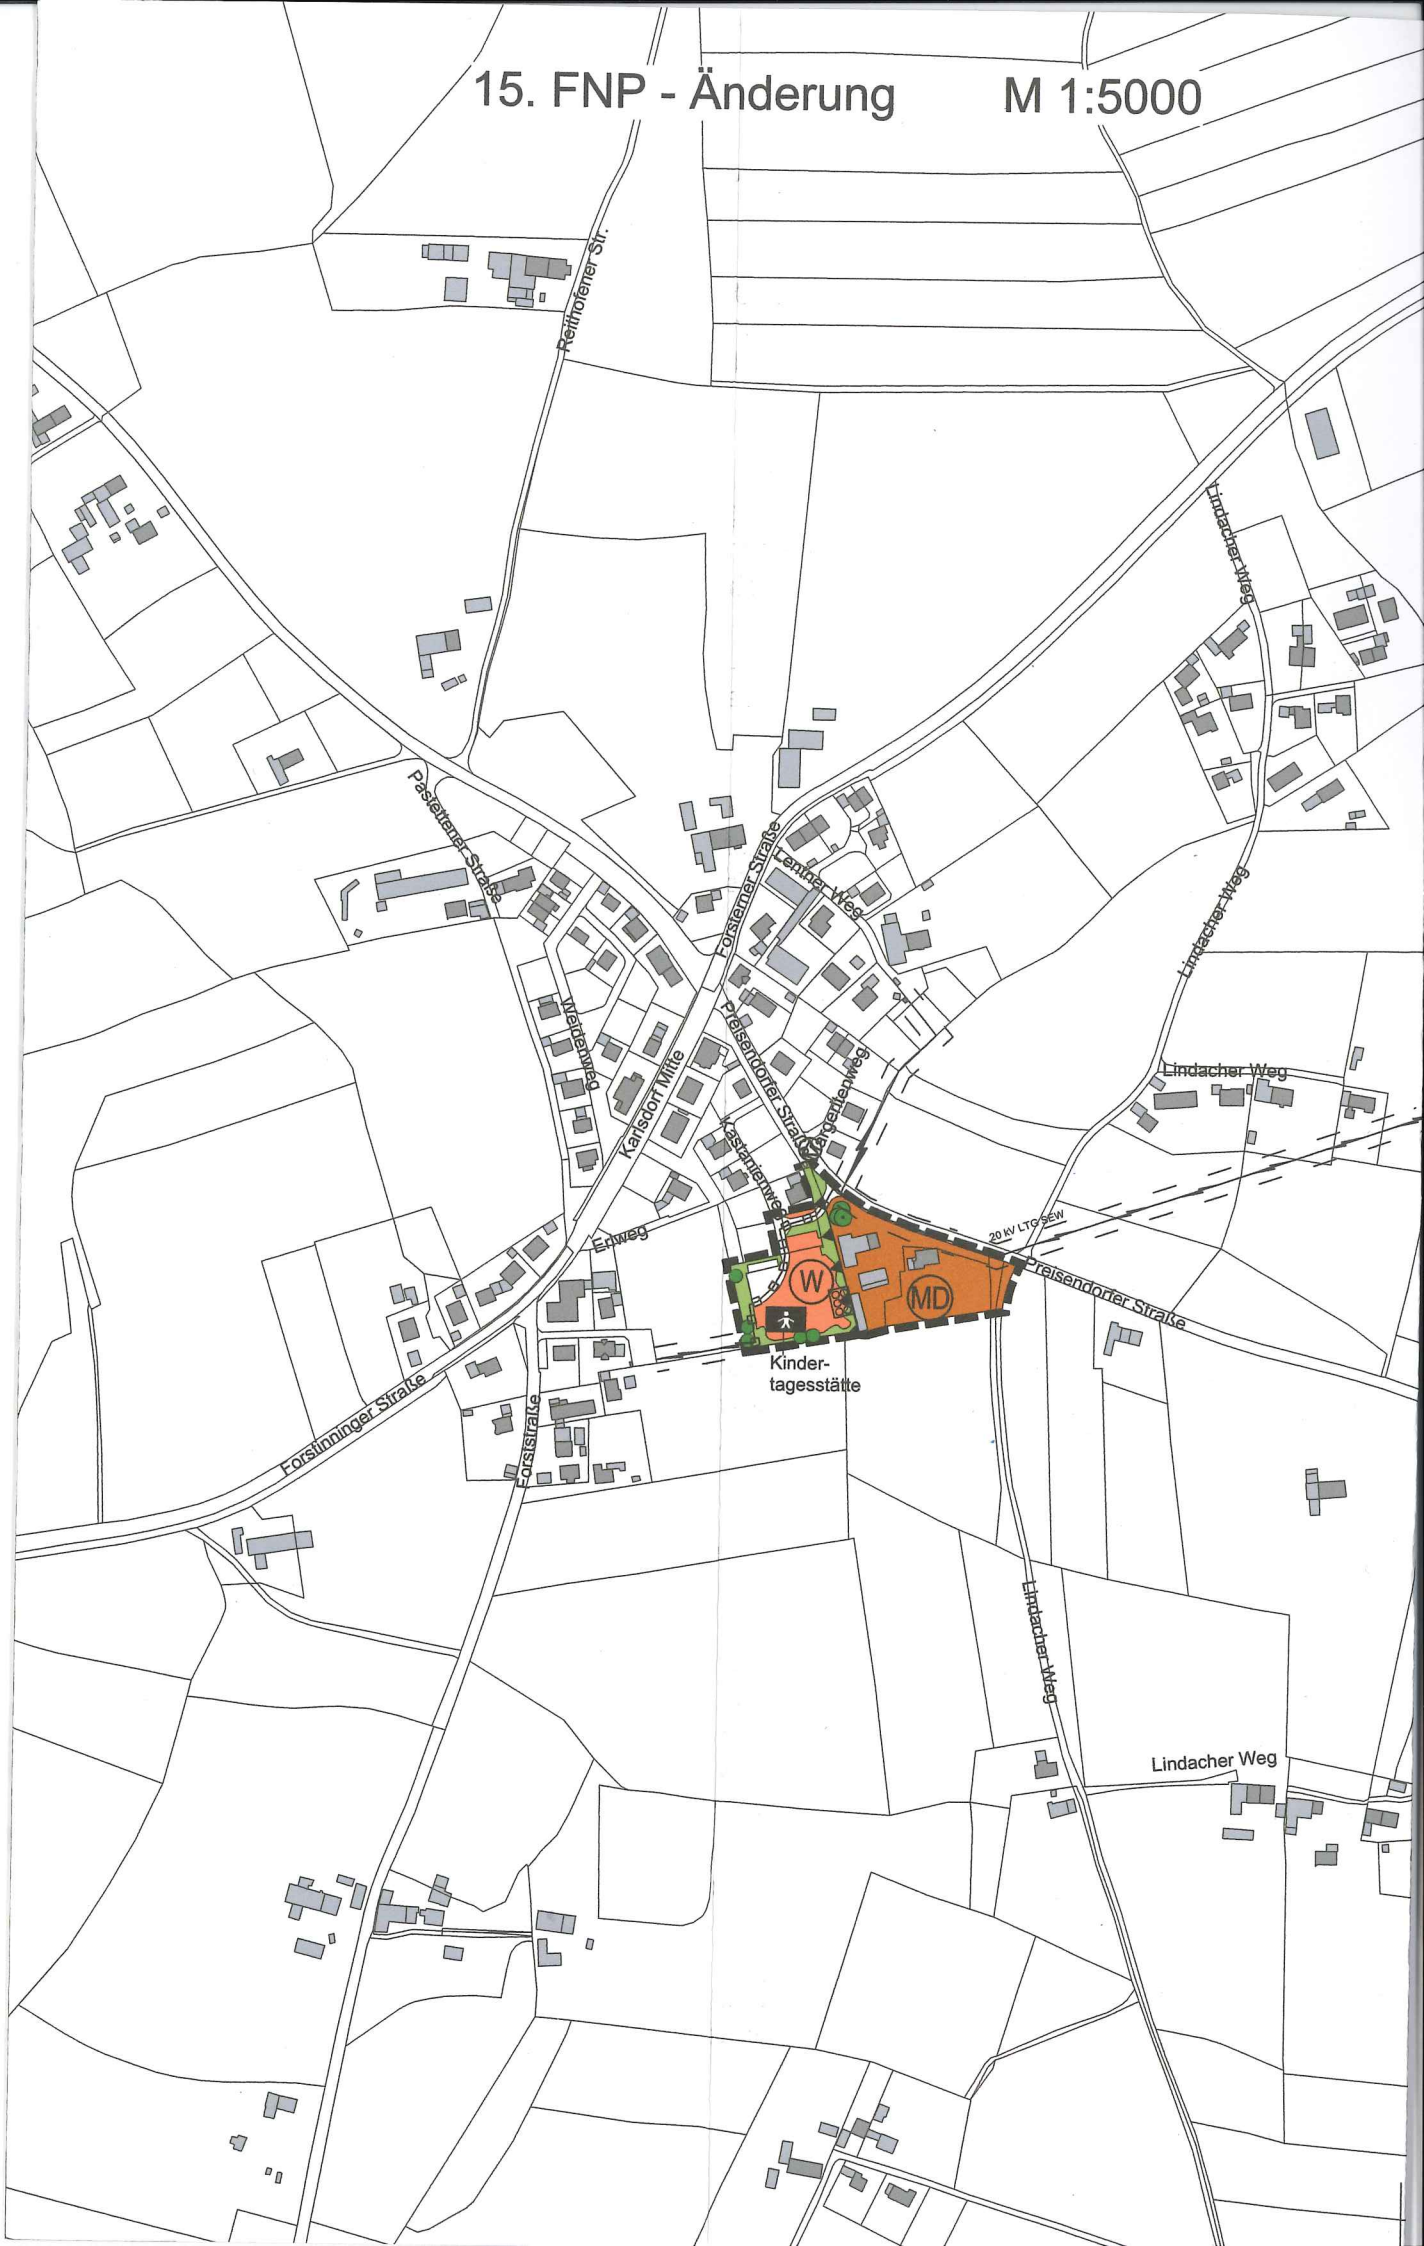 15. FNP - Änderung M 1:5000
Reithofener Str.
Lindacher Weg
Pastettener Straße
Forsterner Straße
Lentner Weg
Lindacher Weg
Weidenweg
Preisendorfer Straße
Karlsdorf Mitte
Margeritenweg
Lindacher Weg
Kastanienweg
Erlweg
20 kV LTG SEW
W
MD
Preisendorfer Straße
Kinder-
tagesstätte
Forstinninger Straße
Forststraße
Lindacher Weg
Lindacher Weg